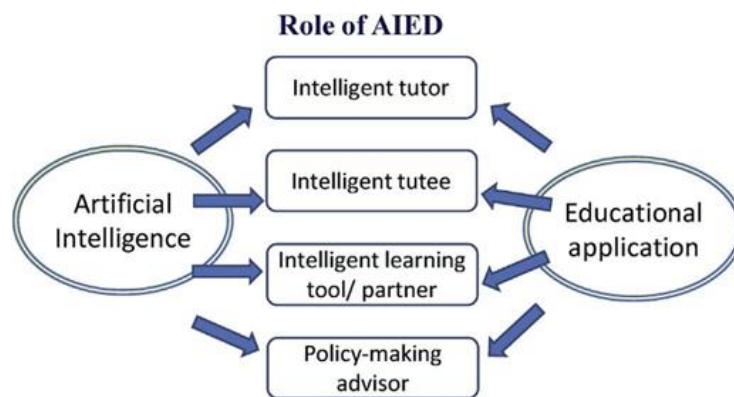 Role of AIED
Intelligent tutor
Intelligent tutee
Artificial
Intelligence
Educational
application
Intelligent learning
tool/ partner
Policy-making
advisor